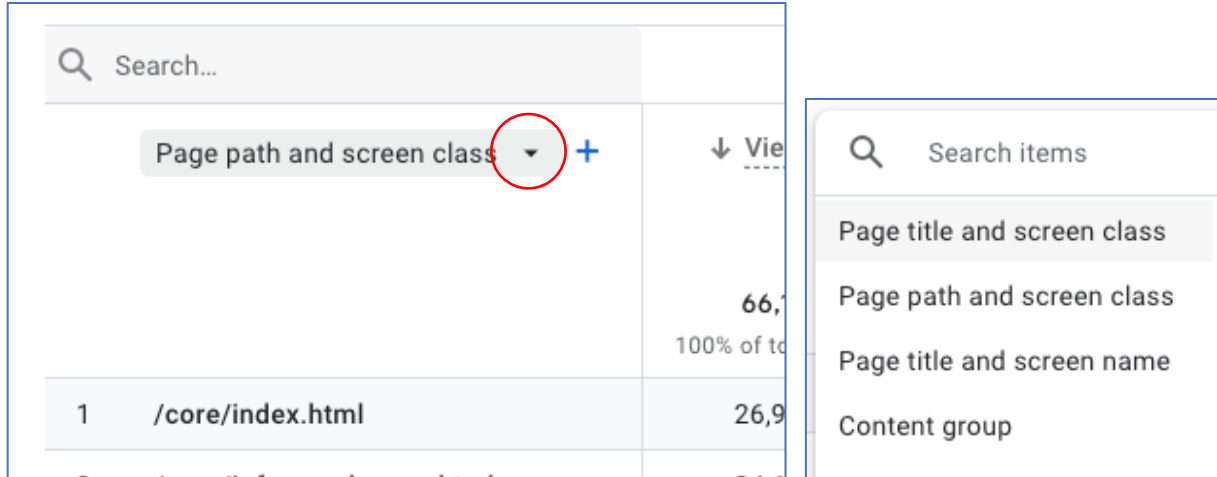 Search...
Page path and screen class
Vie
66,
100% of to
1 /core/index.html 26,9
Search items
Page title and screen class
Page path and screen class
Page title and screen name
Content group